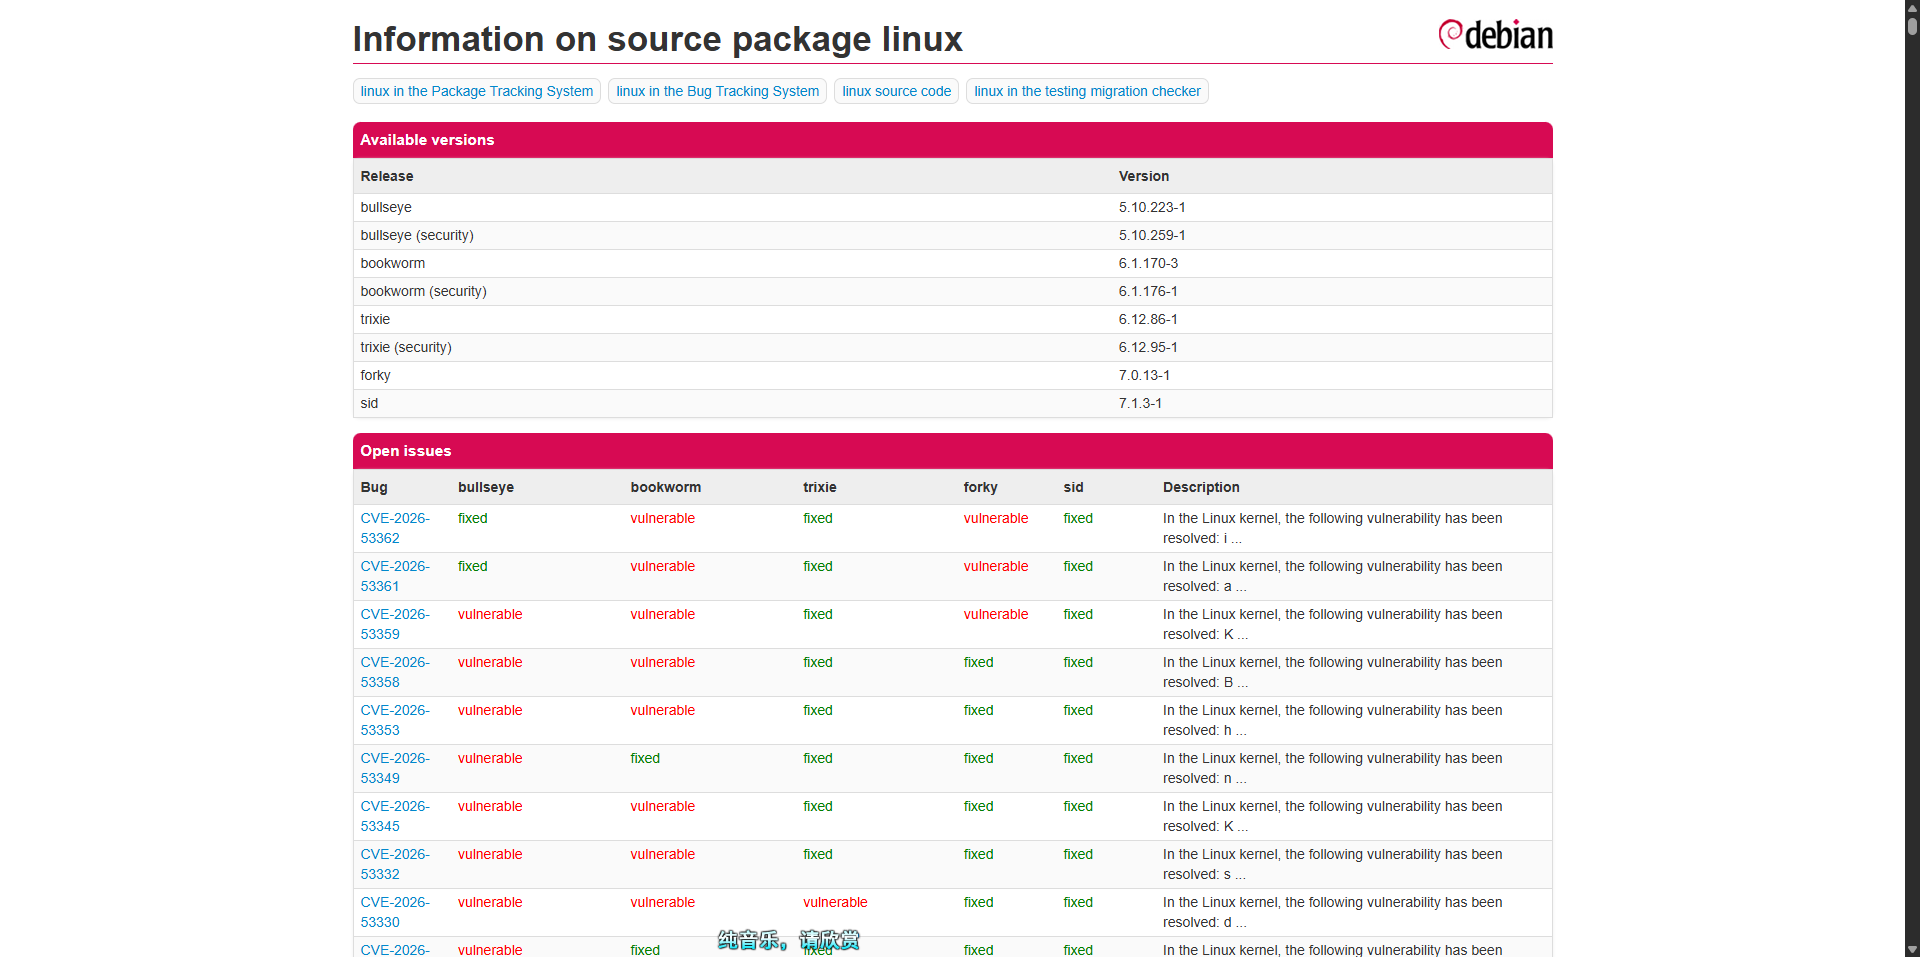 Information on source package linux
debian
linux in the Package Tracking System linux in the Bug Tracking System linux source code linux in the testing migration checker
Available versions
Release Version
bullseye 5.10.223-1
bullseye (security) 5.10.259-1
bookworm 6.1.170-3
bookworm (security) 6.1.176-1
trixie 6.12.86-1
trixie (security) 6.12.95-1
forky 7.0.13-1
sid 7.1.3-1
Open issues
Bug bullseye bookworm trixie forky sid Description
CVE-2026- fixed vulnerable fixed vulnerable fixed In the Linux kernel, the following vulnerability has been
53362 resolved: i ...
CVE-2026- fixed vulnerable fixed vulnerable fixed In the Linux kernel, the following vulnerability has been
53361 resolved: a ...
CVE-2026- vulnerable vulnerable fixed vulnerable fixed In the Linux kernel, the following vulnerability has been
53359 resolved: K ...
CVE-2026- vulnerable vulnerable fixed fixed fixed In the Linux kernel, the following vulnerability has been
53358 resolved: B ...
CVE-2026- vulnerable vulnerable fixed fixed fixed In the Linux kernel, the following vulnerability has been
53353 resolved: h ...
CVE-2026- vulnerable fixed fixed fixed fixed In the Linux kernel, the following vulnerability has been
53349 resolved: n ...
CVE-2026- vulnerable vulnerable fixed fixed fixed In the Linux kernel, the following vulnerability has been
53345 resolved: K ...
CVE-2026- vulnerable vulnerable fixed fixed fixed In the Linux kernel, the following vulnerability has been
53332 resolved: s ...
CVE-2026- vulnerable vulnerable vulnerable fixed fixed In the Linux kernel, the following vulnerability has been
53330 resolved: d ...
纯音乐，请欣赏
CVE-2026- vulnerable fixed fixed fixed fixed In the Linux kernel, the following vulnerability has been